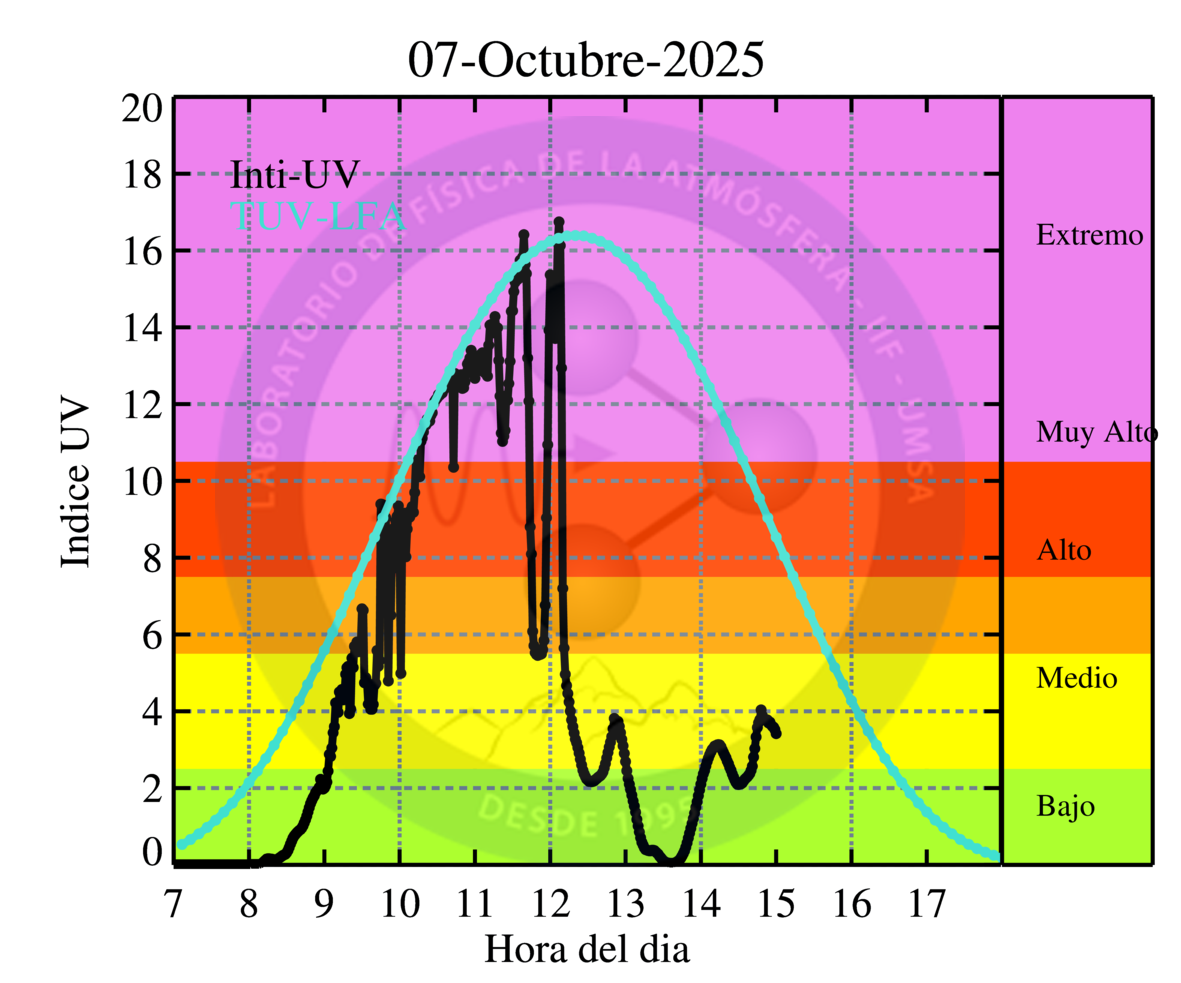 07-Octubre-2025
20
18
16
14
12
10
8
6
4
2
0
Indice UV
Inti-UV
TUV-LFA
LABORATORIO DE FÍSICA DE LA ATMÓSFERA - IIF - UMSA
DESDE 1995
Extremo
Muy Alto
Alto
Medio
Bajo
7 8 9 10 11 12 13 14 15 16 17
Hora del dia